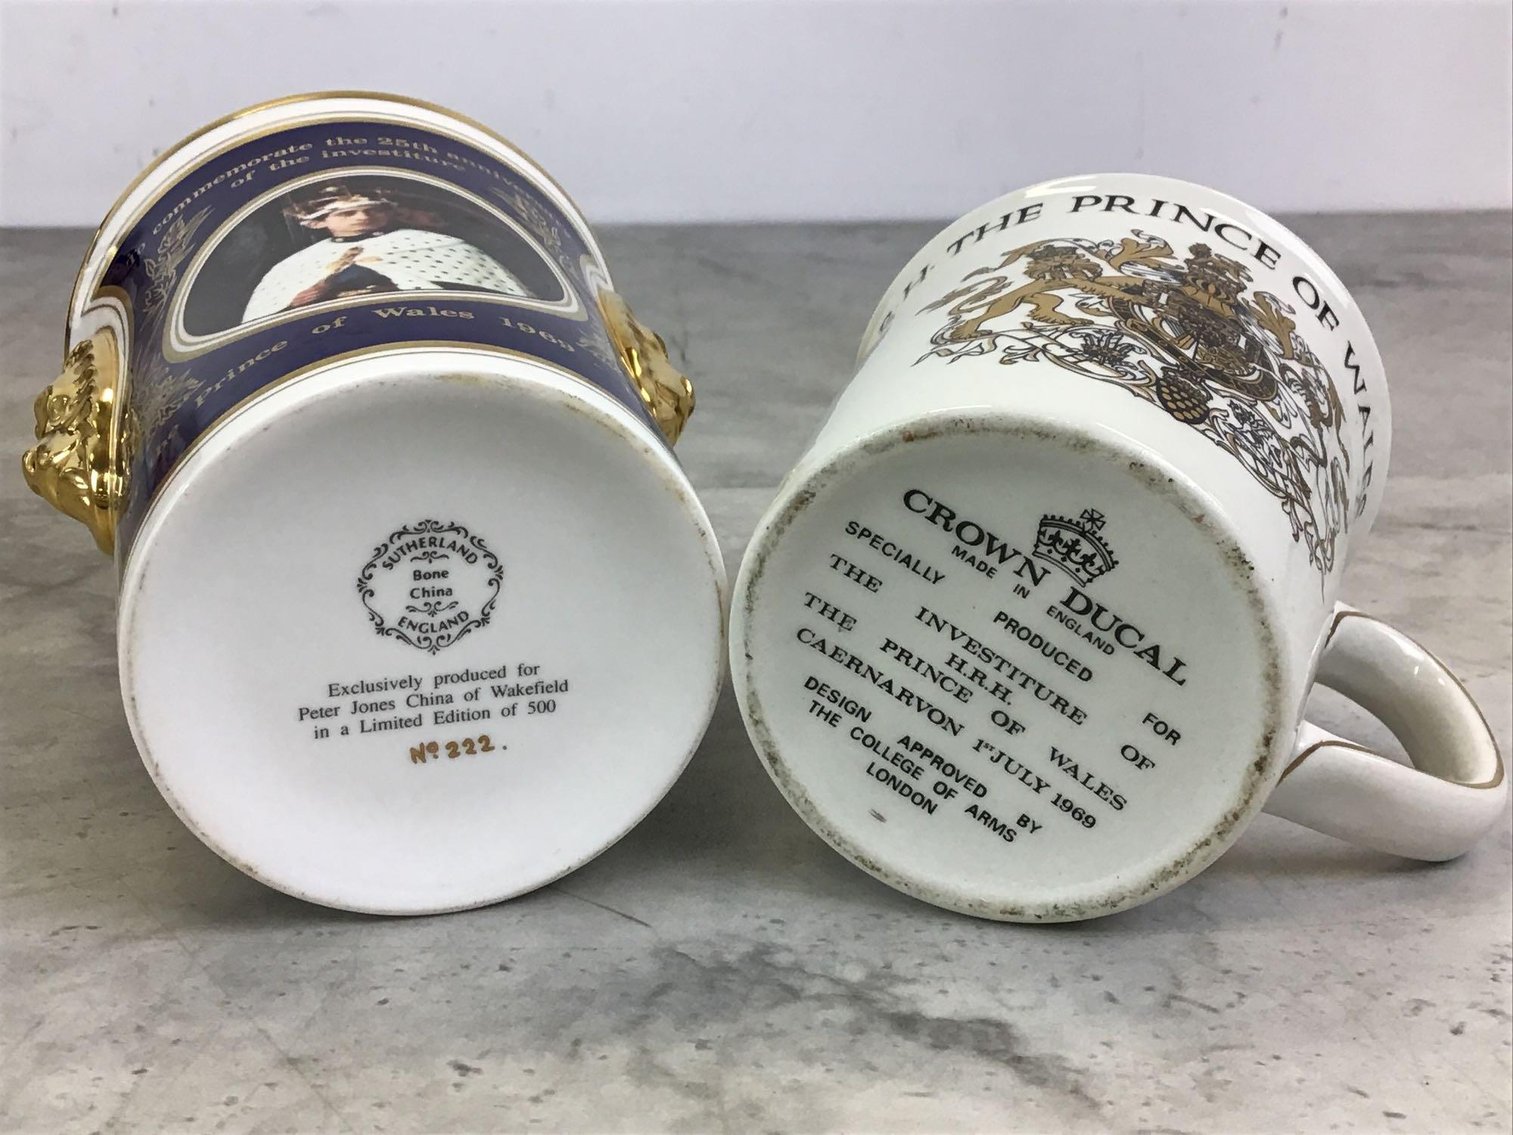 commemorate the 25th
of the investiture
Prince of Wales 1969
SUTHERLAND
Bone
China
ENGLAND
Exclusively produced for
Peter Jones China of Wakefield
in a Limited Edition of 500
No 222.
THE PRINCE OF WALES
CROWN DUCAL
MADE IN ENGLAND
SPECIALLY PRODUCED FOR
THE INVESTITURE OF
H.R.H.
THE PRINCE OF WALES
CAERNARVON 1ST JULY 1969
DESIGN APPROVED BY
THE COLLEGE OF ARMS
LONDON